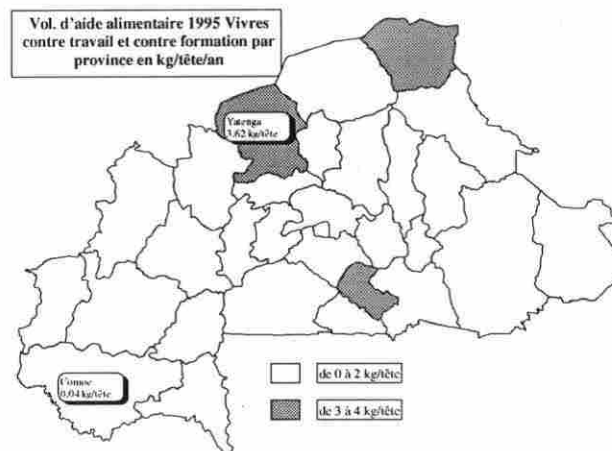 Vol. d'aide alimentaire 1995 Vivres
contre travail et contre formation par
province en kg/tête/an
Yatenga
3.62 kg/tête
Comoe
0,04 kg/tête
de 0 à 2 kg/tête
de 3 à 4 kg/tête